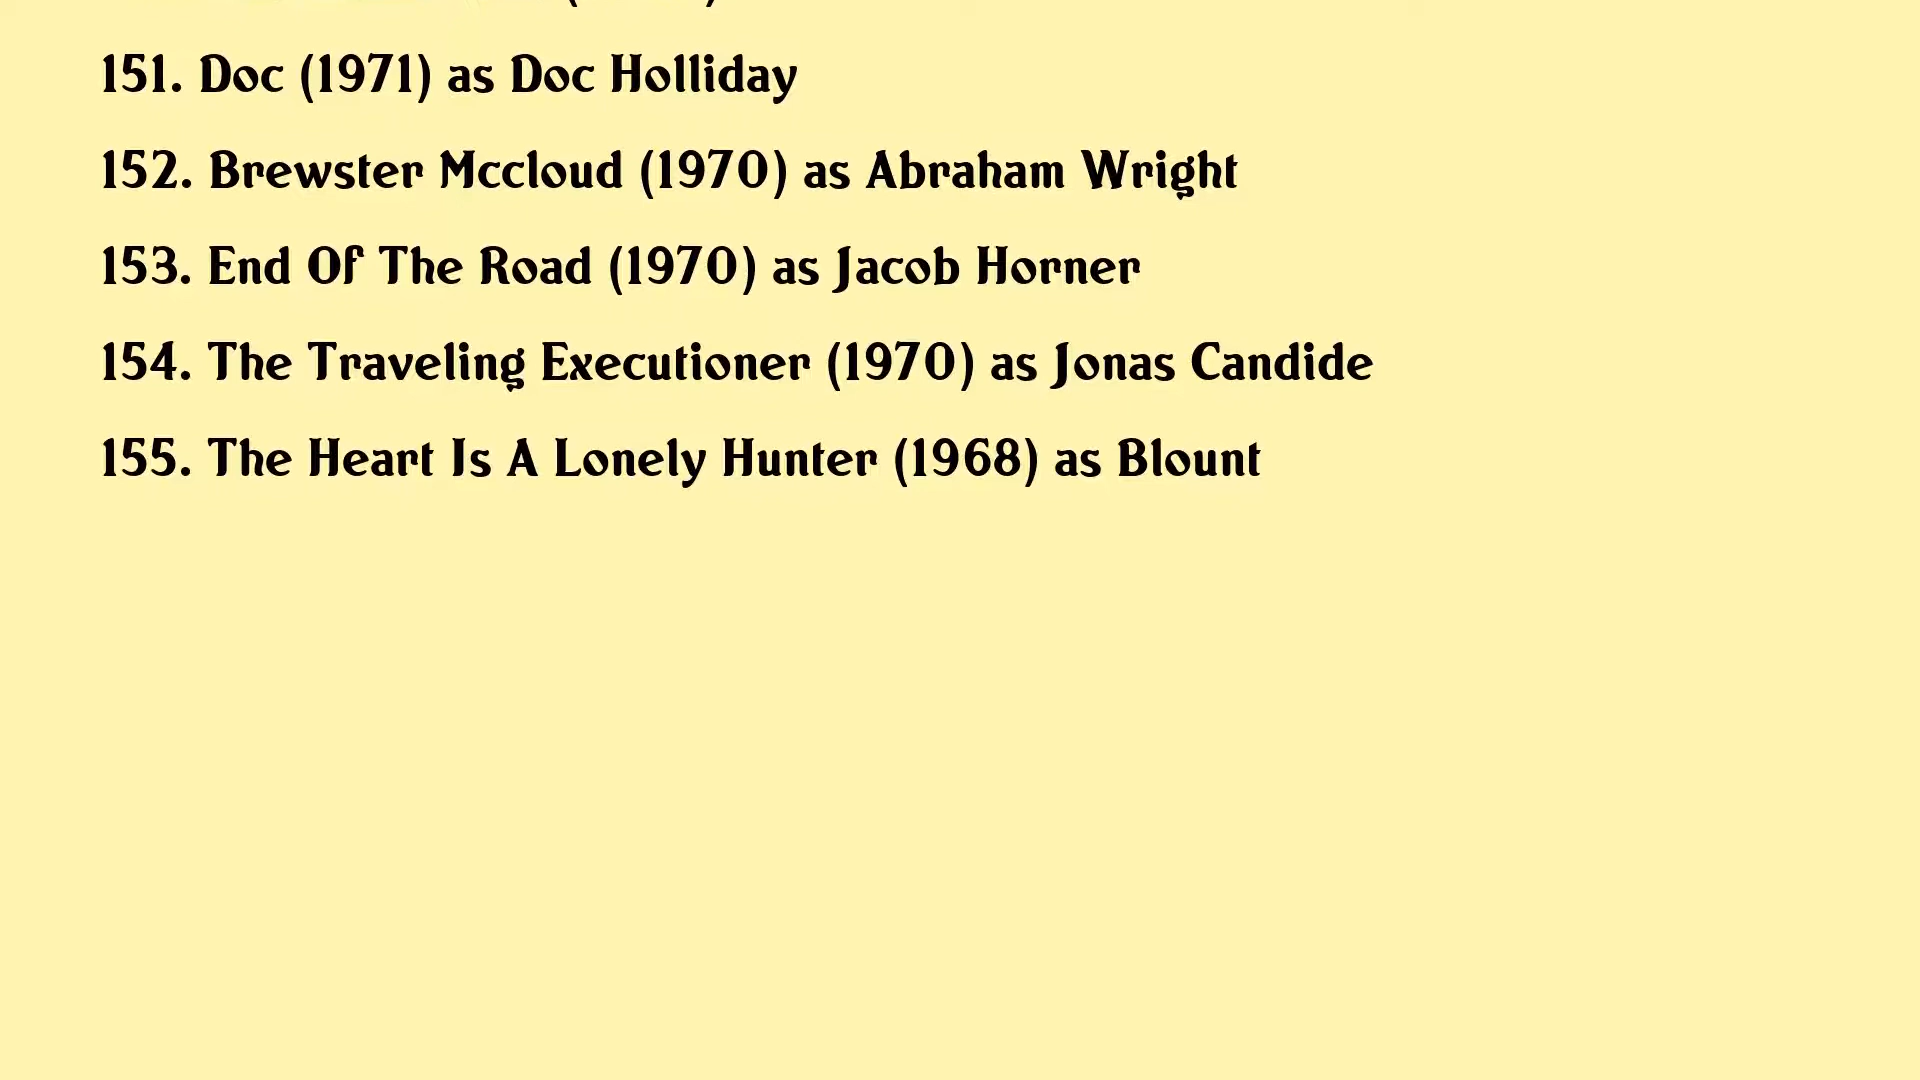 151. Doc (1971) as Doc Holliday
152. Brewster Mccloud (1970) as Abraham Wright
153. End Of The Road (1970) as Jacob Horner
154. The Traveling Executioner (1970) as Jonas Candide
155. The Heart Is A Lonely Hunter (1968) as Blount